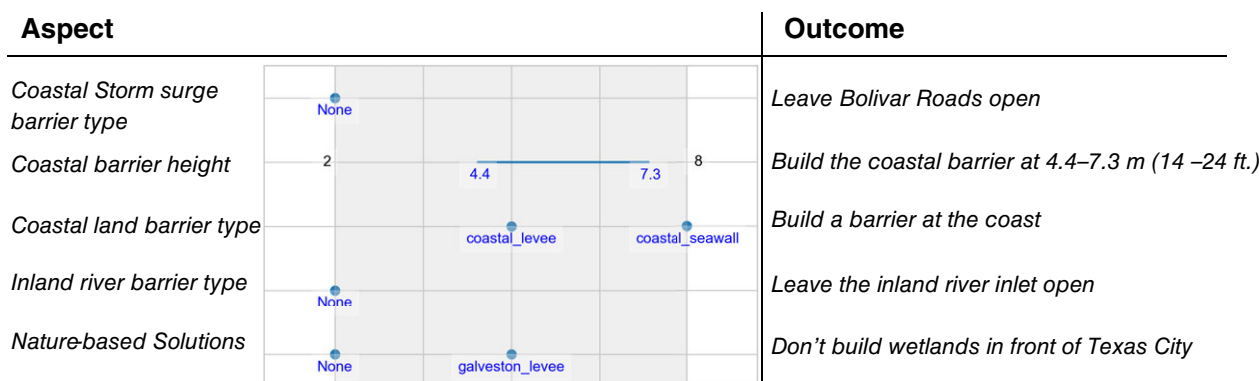 Aspect
Outcome
Coastal Storm surge
barrier type
None
Leave Bolivar Roads open
Coastal barrier height
2
4.4
7.3
8
Build the coastal barrier at 4.4–7.3 m (14 –24 ft.)
Coastal land barrier type
coastal_levee
coastal_seawall
Build a barrier at the coast
Inland river barrier type
None
Leave the inland river inlet open
Nature-based Solutions
None
galveston_levee
Don’t build wetlands in front of Texas City